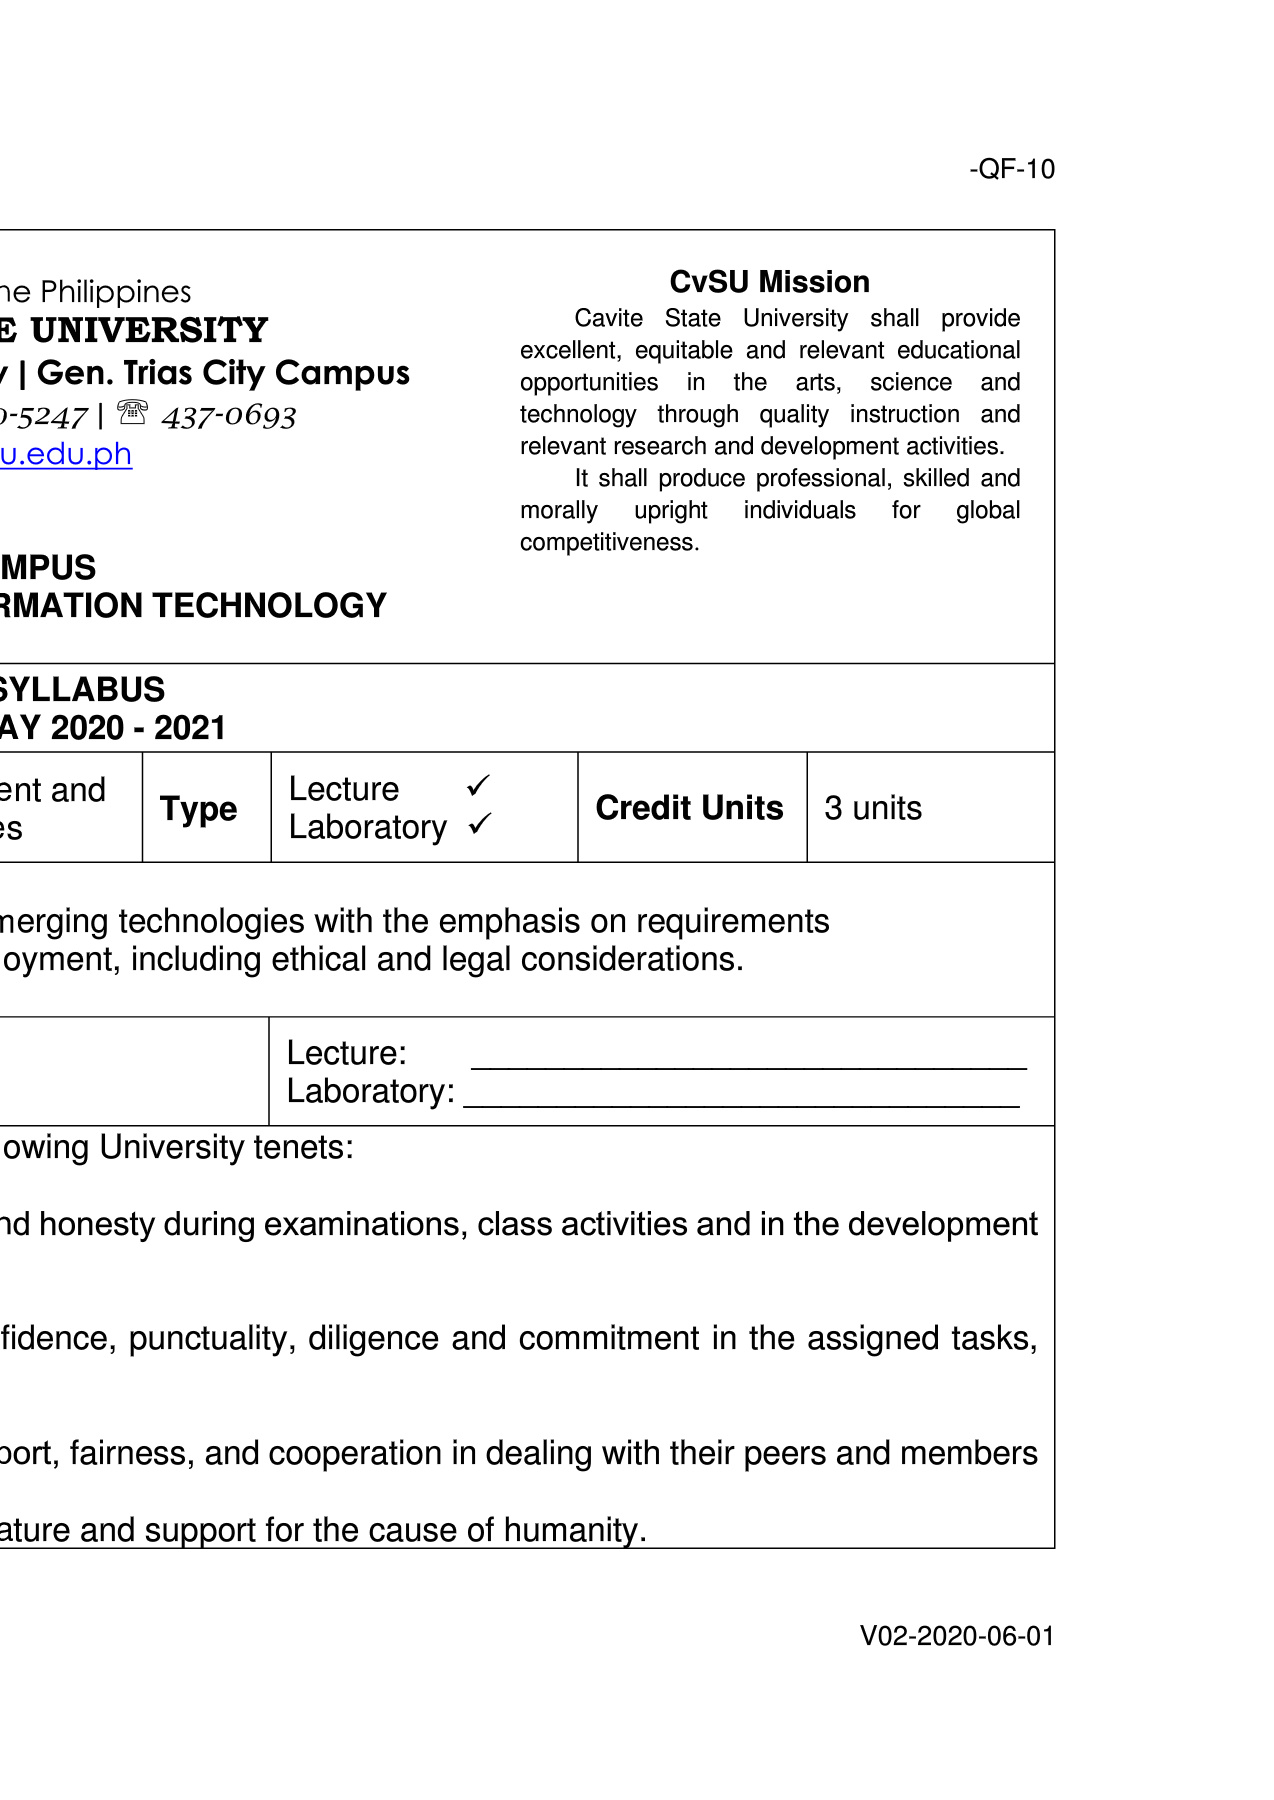 -QF-10
ne Philippines
E UNIVERSITY
y | Gen. Trias City Campus
0-5247 | ☏ 437-0693
u.edu.ph
MPUS
RMATION TECHNOLOGY
CvSU Mission
Cavite State University shall provide
excellent, equitable and relevant educational
opportunities in the arts, science and
technology through quality instruction and
relevant research and development activities.
It shall produce professional, skilled and
morally upright individuals for global
competitiveness.
SYLLABUS
AY 2020 - 2021
ent and
es
Type
Lecture ✓
Laboratory ✓
Credit Units
3 units
merging technologies with the emphasis on requirements
oyment, including ethical and legal considerations.
Lecture: ______________________________
Laboratory: ______________________________
owing University tenets:
nd honesty during examinations, class activities and in the development
fidence, punctuality, diligence and commitment in the assigned tasks,
port, fairness, and cooperation in dealing with their peers and members
ature and support for the cause of humanity.
V02-2020-06-01